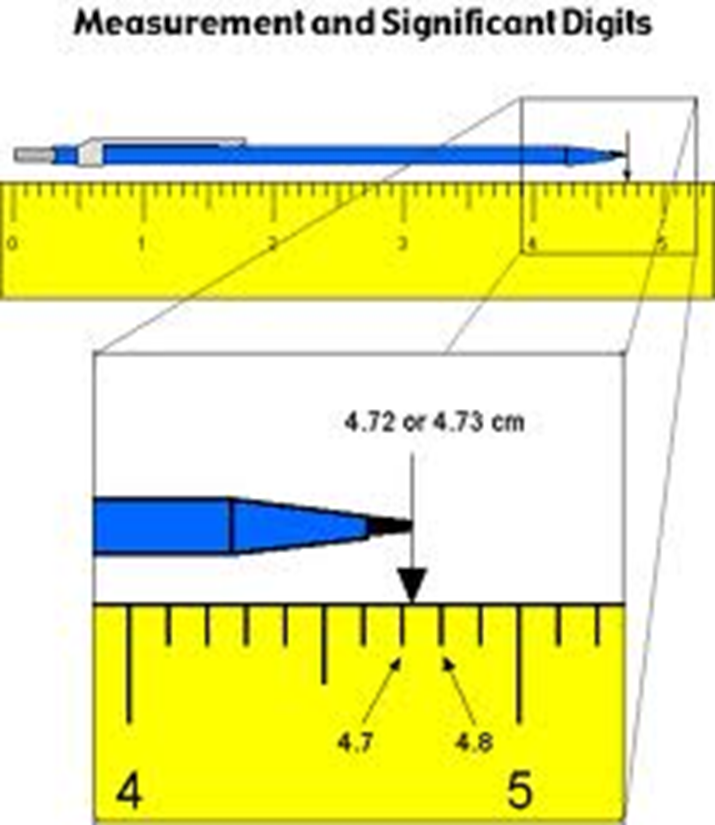 Measurement and Significant Digits
0 1 2 3 4 5
4.72 or 4.73 cm
4.7 4.8
4 5